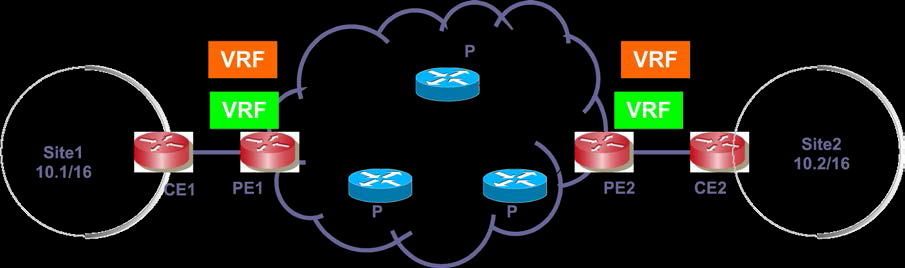 VRF
VRF
P
VRF
VRF
Site1
10.1/16
CE1
PE1
P
P
PE2
CE2
Site2
10.2/16